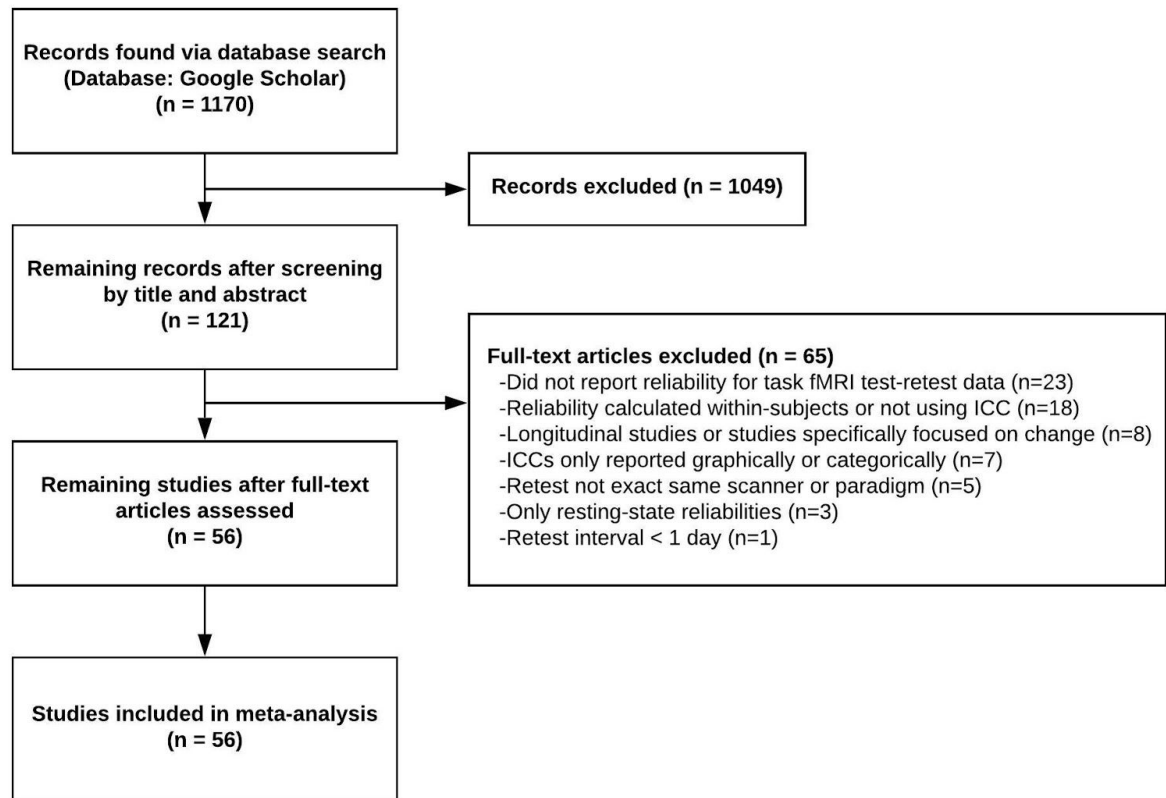 Records found via database search
(Database: Google Scholar)
(n = 1170)
Records excluded (n = 1049)
Remaining records after screening
by title and abstract
(n = 121)
Full-text articles excluded (n = 65)
-Did not report reliability for task fMRI test-retest data (n=23)
-Reliability calculated within-subjects or not using ICC (n=18)
-Longitudinal studies or studies specifically focused on change (n=8)
-ICCs only reported graphically or categorically (n=7)
-Retest not exact same scanner or paradigm (n=5)
-Only resting-state reliabilities (n=3)
-Retest interval < 1 day (n=1)
Remaining studies after full-text
articles assessed
(n = 56)
Studies included in meta-analysis
(n = 56)